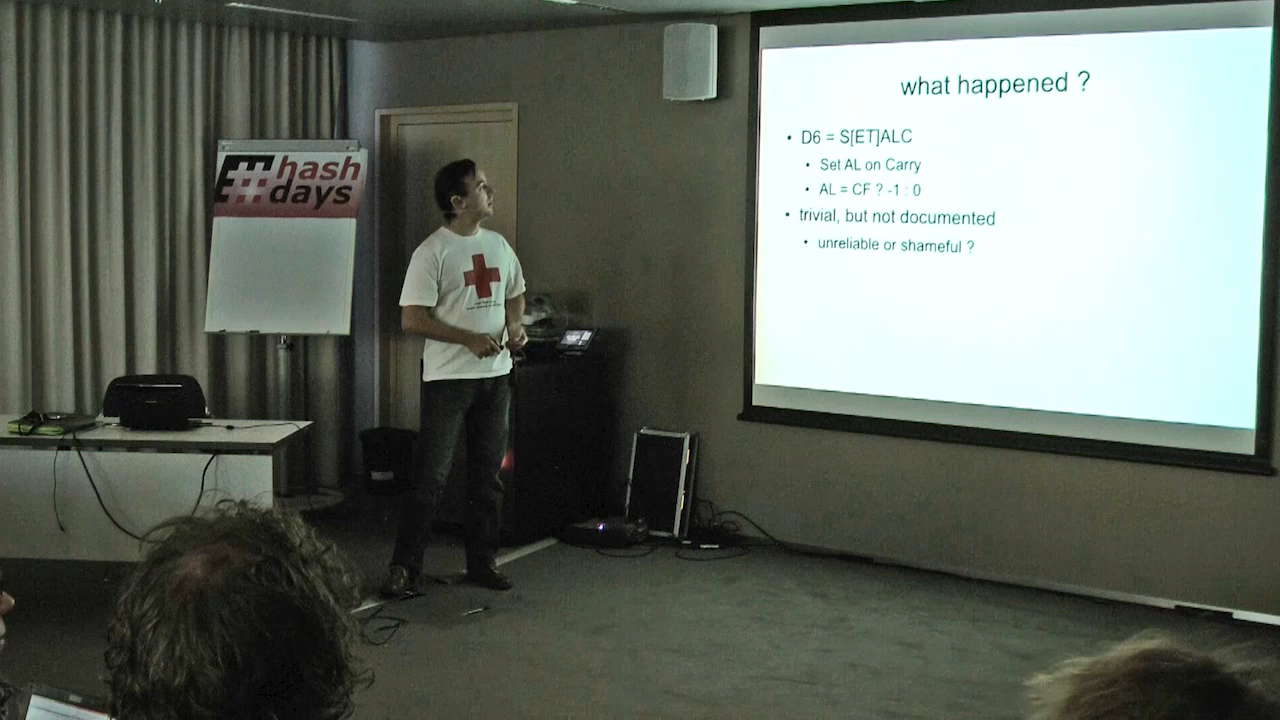 hash
days
what happened ?
• D6 = S[ET]ALC
• Set AL on Carry
• AL = CF ? -1 : 0
• trivial, but not documented
• unreliable or shameful ?